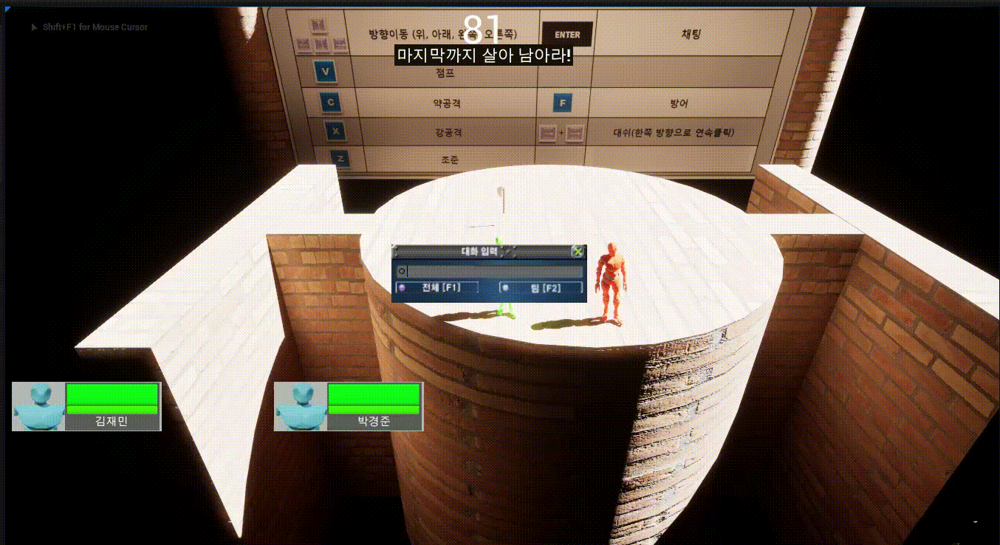 Shift+F1 for Mouse Cursor
81
방향이동 (위, 아래, 왼쪽, 오른쪽)
ENTER
채팅
마지막까지 살아 남아라!
V
점프
C
약공격
F
방어
X
강공격
+
대쉬(한쪽 방향으로 연속클릭)
Z
조준
대화 입력
ㅇ
전체 [F1]
팀 [F2]
김재민
박경준